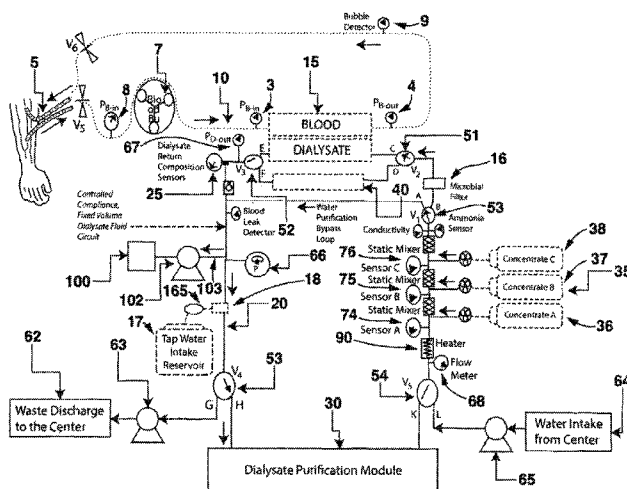 Bubble
Detector
9
V6
5
7
8
10
3
15
4
PB-in
PB-in
BLOOD
PB-out
51
V5
67
PD-out
E
DIALYSATE
C
V2
16
Dialysate
Return
Composition
Sensors
F
D
25
40
Microbial
Filter
Controlled
Compliance,
Fixed Volume
Dialysate Fluid
Circuit
Blood
Leak
Detector
Water
Purification
Bypass
Loop
52
A
B
V1
53
Conductivity
Ammonia
Sensor
76
Static Mixer
Sensor C
Concentrate C
38
37
75
Static Mixer
Sensor B
Concentrate B
35
74
Static Mixer
Sensor A
Concentrate A
36
100
102
165
103
P
66
18
20
17
Tap Water
Intake
Reservoir
90
Heater
Flow
Meter
68
62
63
V4
53
54
V5
64
G
H
K
L
Waste Discharge
to the Center
30
Water Intake
from Center
65
Dialysate Purification Module